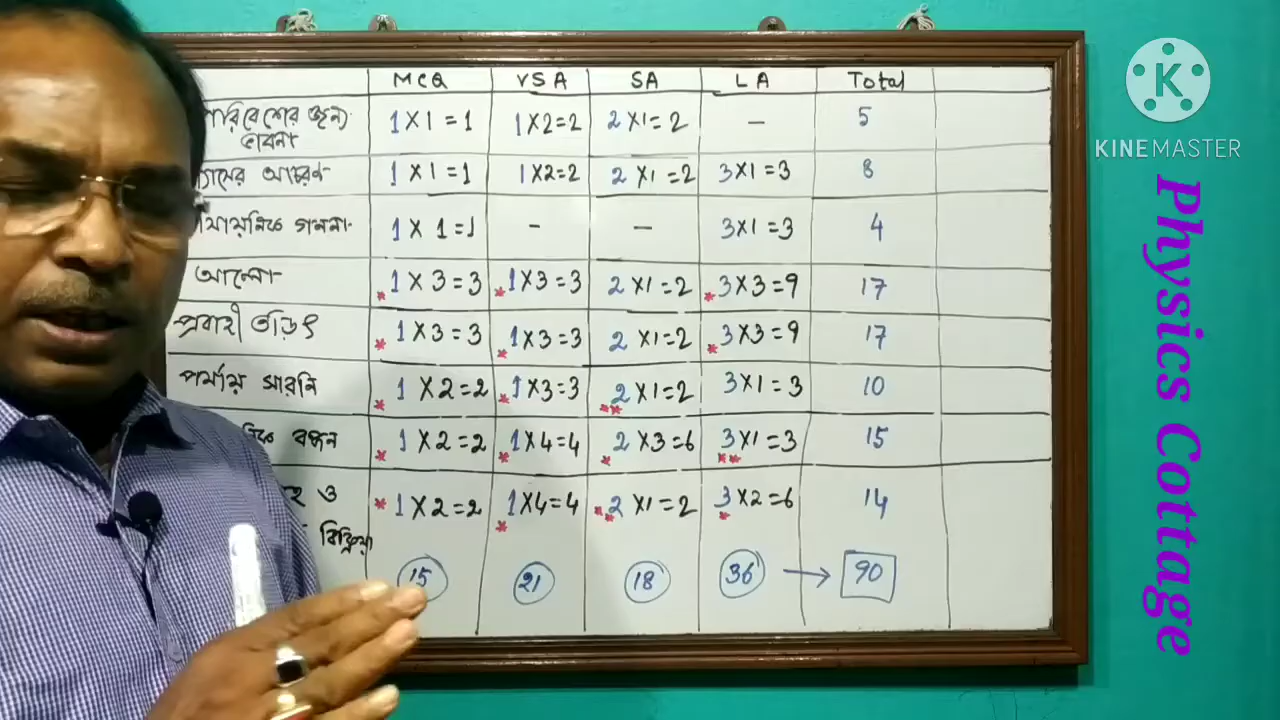 MCQ VSA SA LA Total
পরিবেশের জন্য 1×1=1 1×2=2 2×1=2 — 5
ভাবনা
গ্যাসের আচরণ 1×1=1 1×2=2 2×1=2 3×1=3 8
গণনা 1×1=1 – — 3×1=3 4
আলো *1×3=3 *1×3=3 2×1=2 *3×3=9 17
প্রবাহী তড়িৎ *1×3=3 *1×3=3 2×1=2 *3×3=9 17
পর্যায় সারনি *1×2=2 *1×3=3 **2×1=2 3×1=3 10
বন্ধন *1×2=2 *1×4=4 *2×3=6 **3×1=3 15
ও *1×2=2 *1×4=4 **2×1=2 *3×2=6 14
বিক্রিয়া
15 21 18 36 → 90
K
KINEMASTER
Physics Cottage